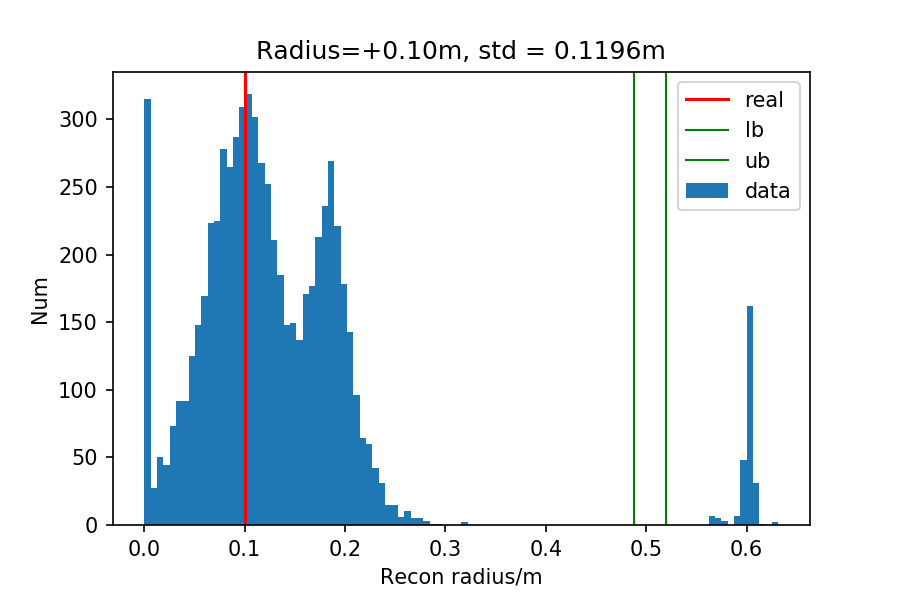 Radius=+0.10m, std = 0.1196m
real
lb
ub
data
Num
300
250
200
150
100
50
0
0.0 0.1 0.2 0.3 0.4 0.5 0.6
Recon radius/m